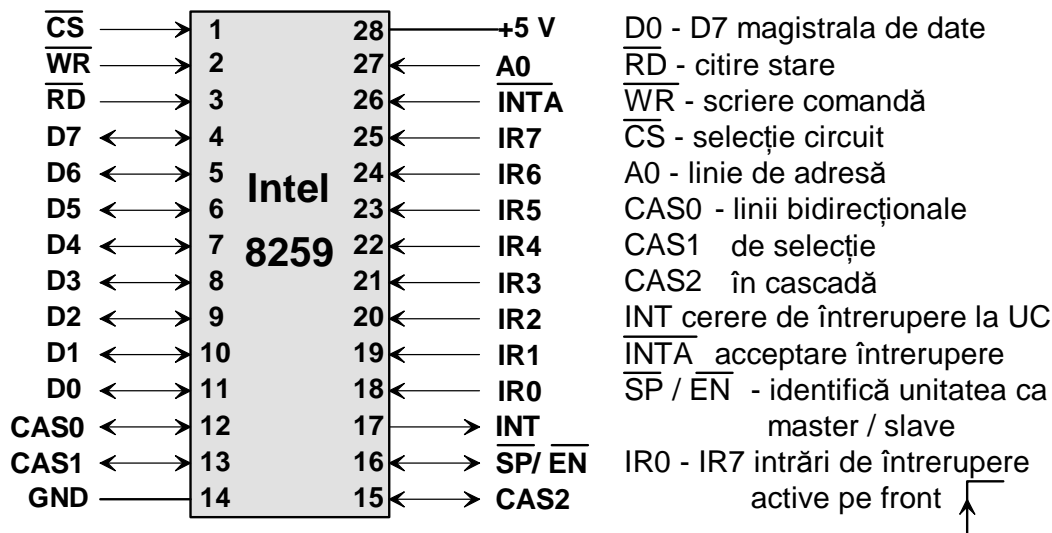 CS 1 28 +5 V D0 - D7 magistrala de date
WR 2 27 A0 RD - citire stare
RD 3 26 INTA WR - scriere comandă
D7 4 25 IR7 CS - selecție circuit
D6 5 24 IR6 A0 - linie de adresă
Intel
D5 6 23 IR5 CAS0 - linii bidirecționale
D4 7 22 IR4 CAS1 de selecție
8259
D3 8 21 IR3 CAS2 în cascadă
D2 9 20 IR2 INT cerere de întrerupere la UC
D1 10 19 IR1 INTA acceptare întrerupere
D0 11 18 IR0 SP / EN - identifică unitatea ca
CAS0 12 17 INT master / slave
CAS1 13 16 SP/ EN IR0 - IR7 intrări de întrerupere
GND 14 15 CAS2 active pe front